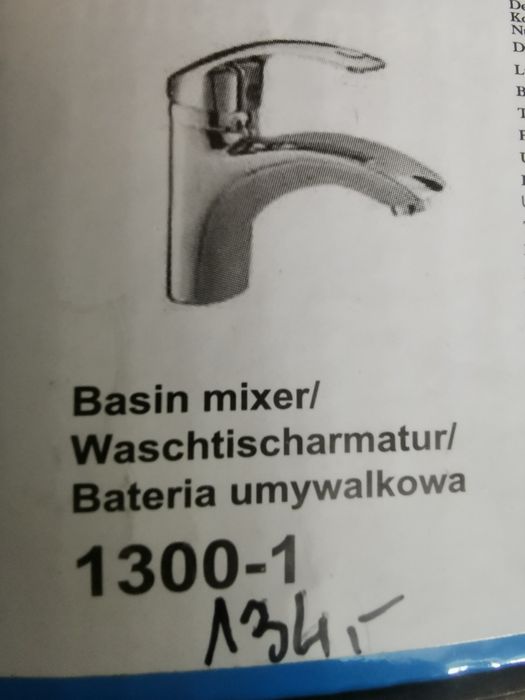 Basin mixer/
Waschtischarmatur/
Bateria umywalkowa
1300-1
134,-